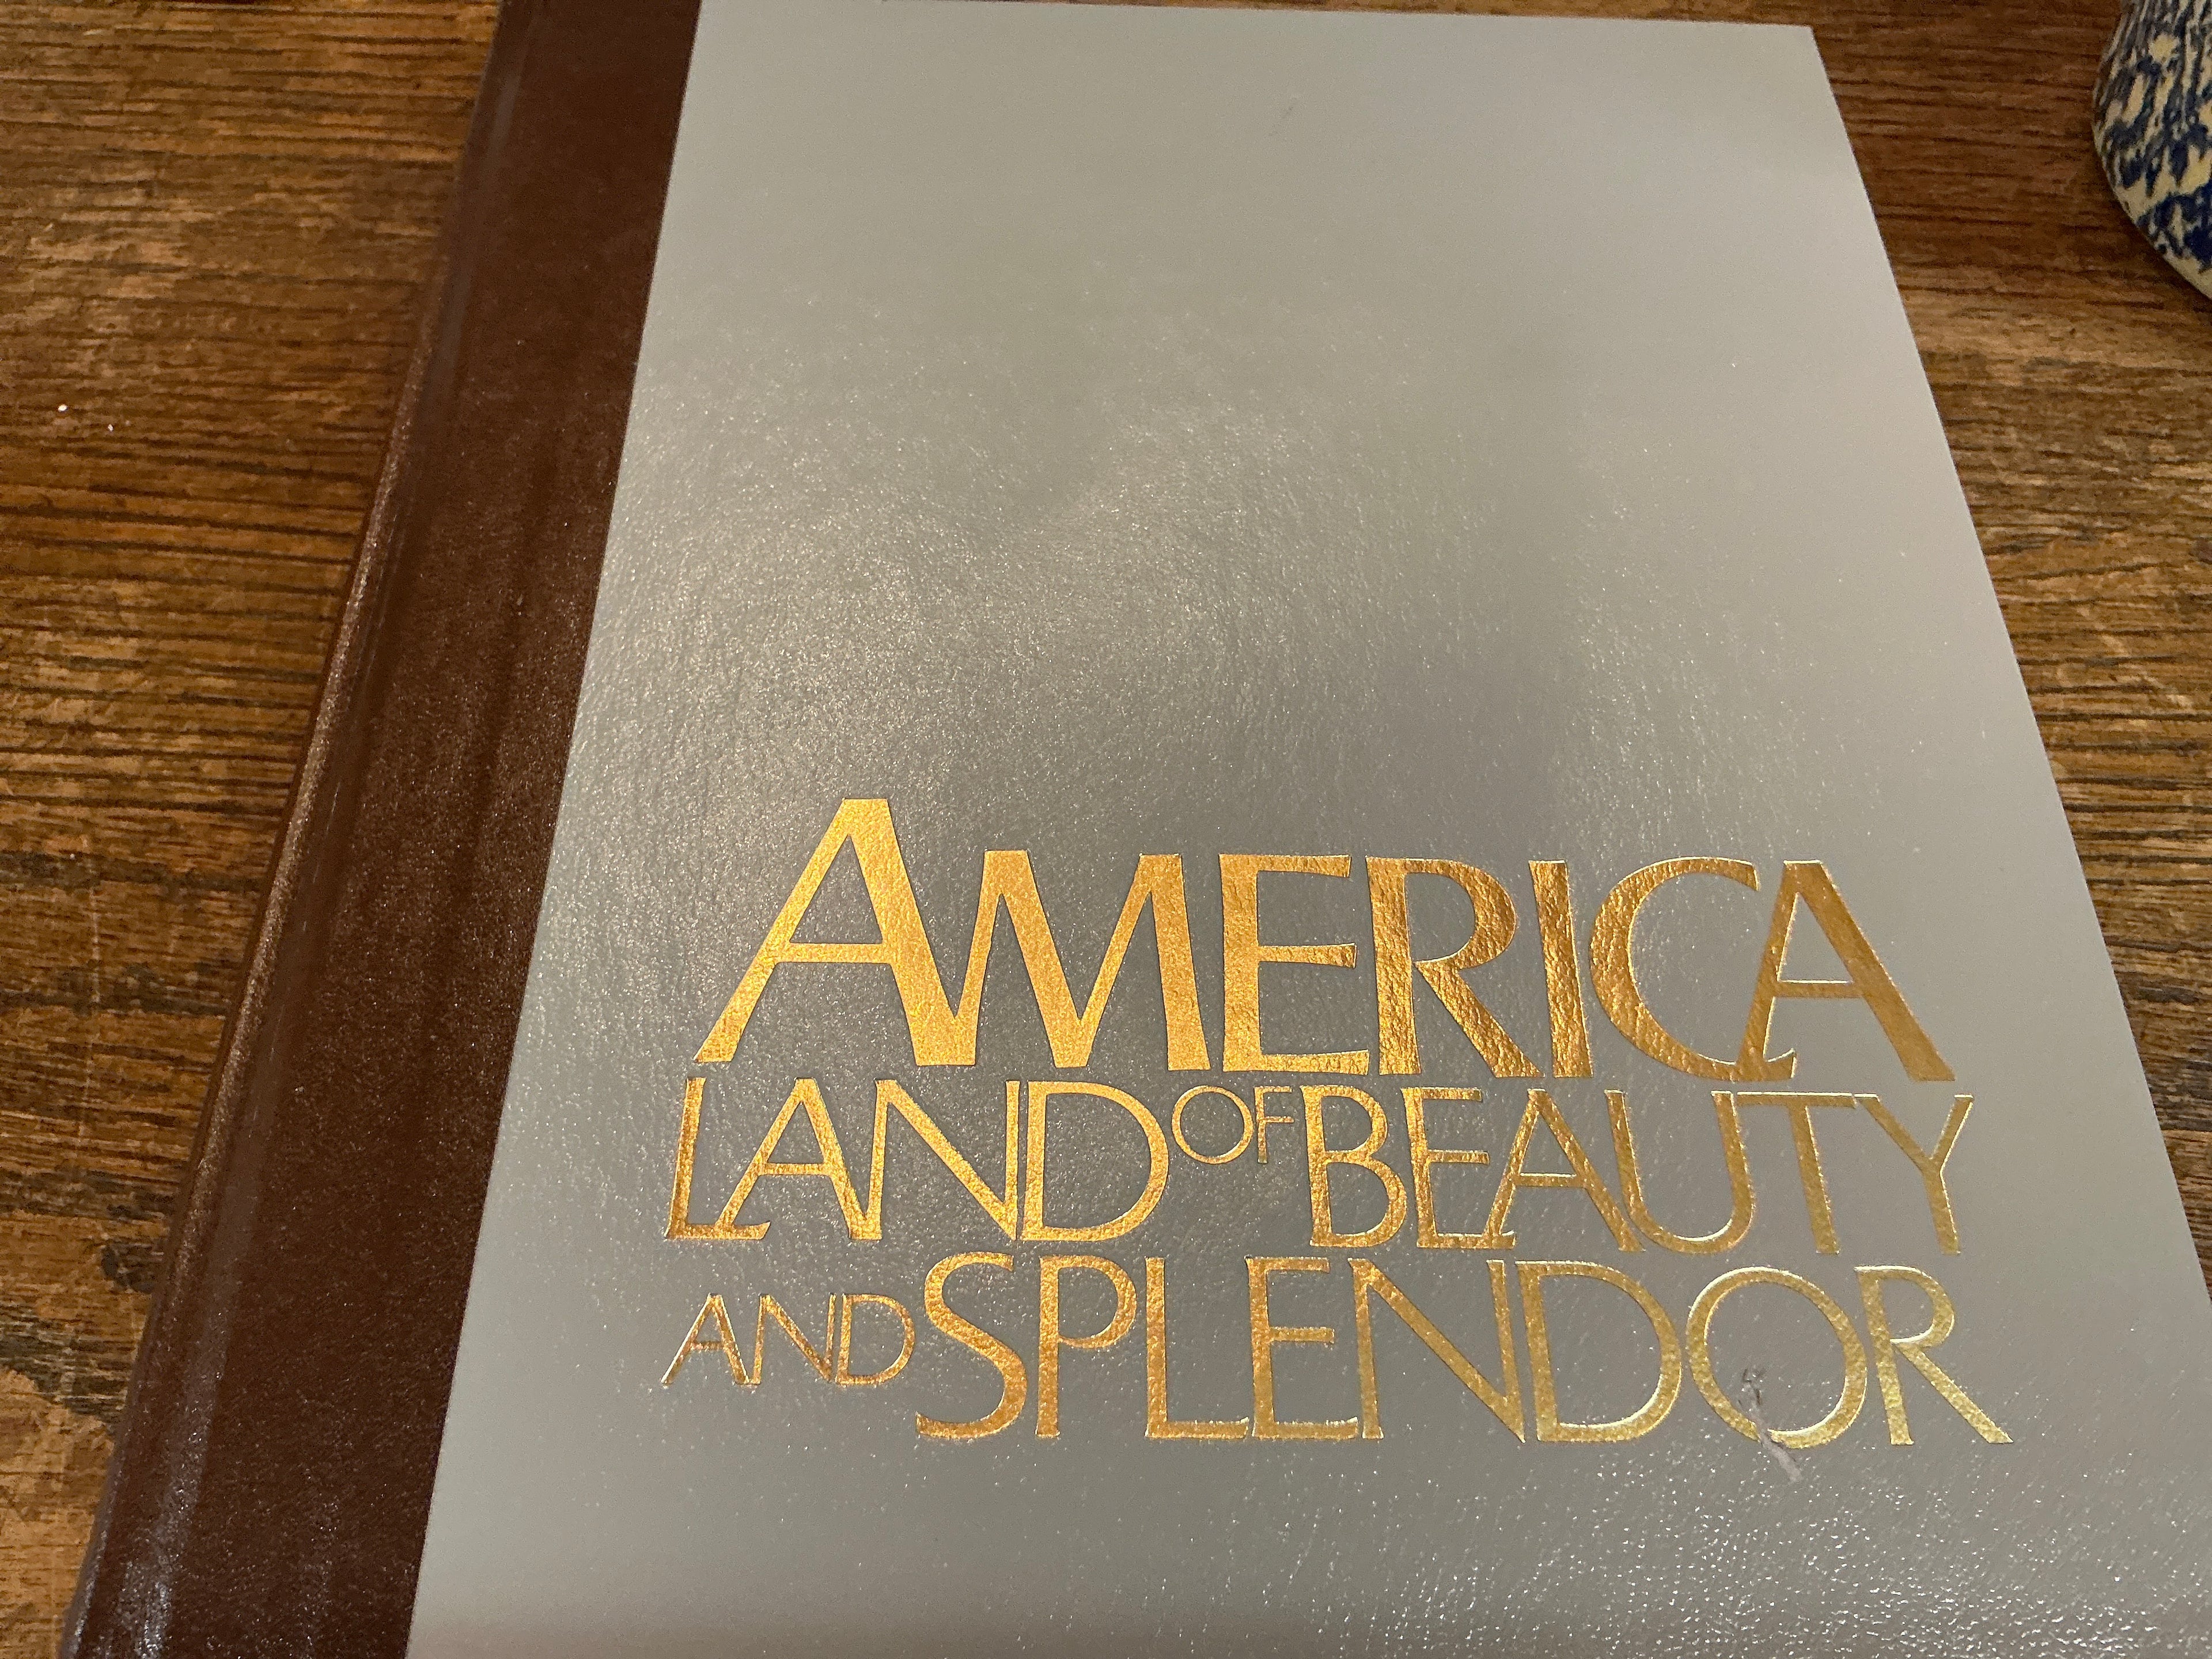 AMERICA
LAND OF BEAUTY
AND SPLENDOR